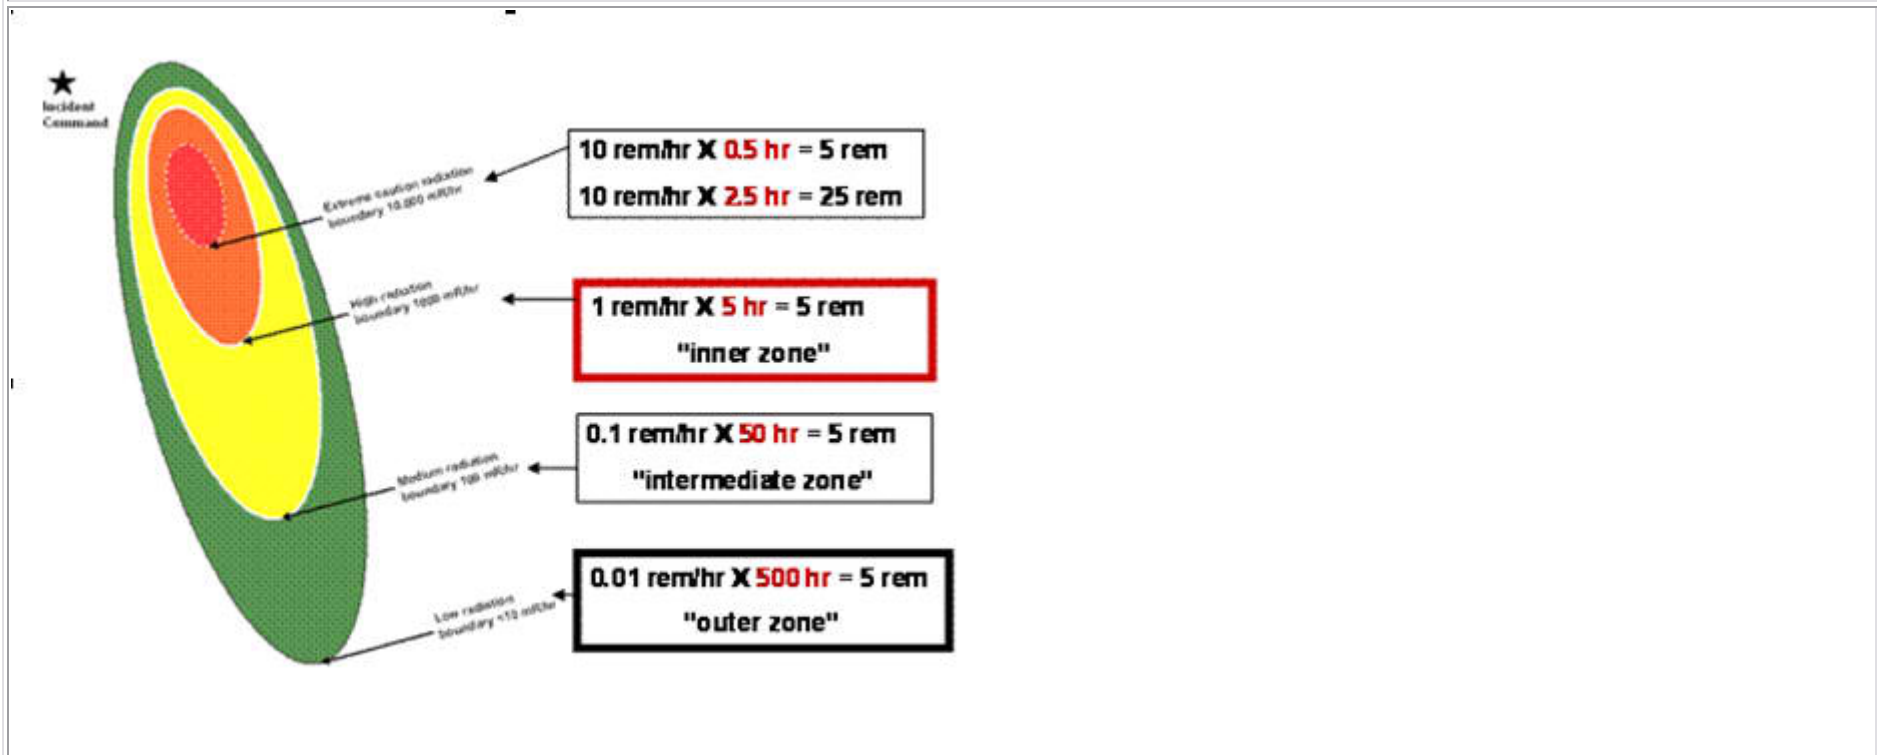 Incident
Command
10 rem/hr X 0.5 hr = 5 rem
10 rem/hr X 2.5 hr = 25 rem
Extreme caution radiation
boundary 10,000 mR/hr
1 rem/hr X 5 hr = 5 rem
"inner zone"
High radiation
boundary 1000 mR/hr
0.1 rem/hr X 50 hr = 5 rem
"intermediate zone"
Medium radiation
boundary 100 mR/hr
0.01 rem/hr X 500 hr = 5 rem
"outer zone"
Low radiation
boundary <10 mR/hr